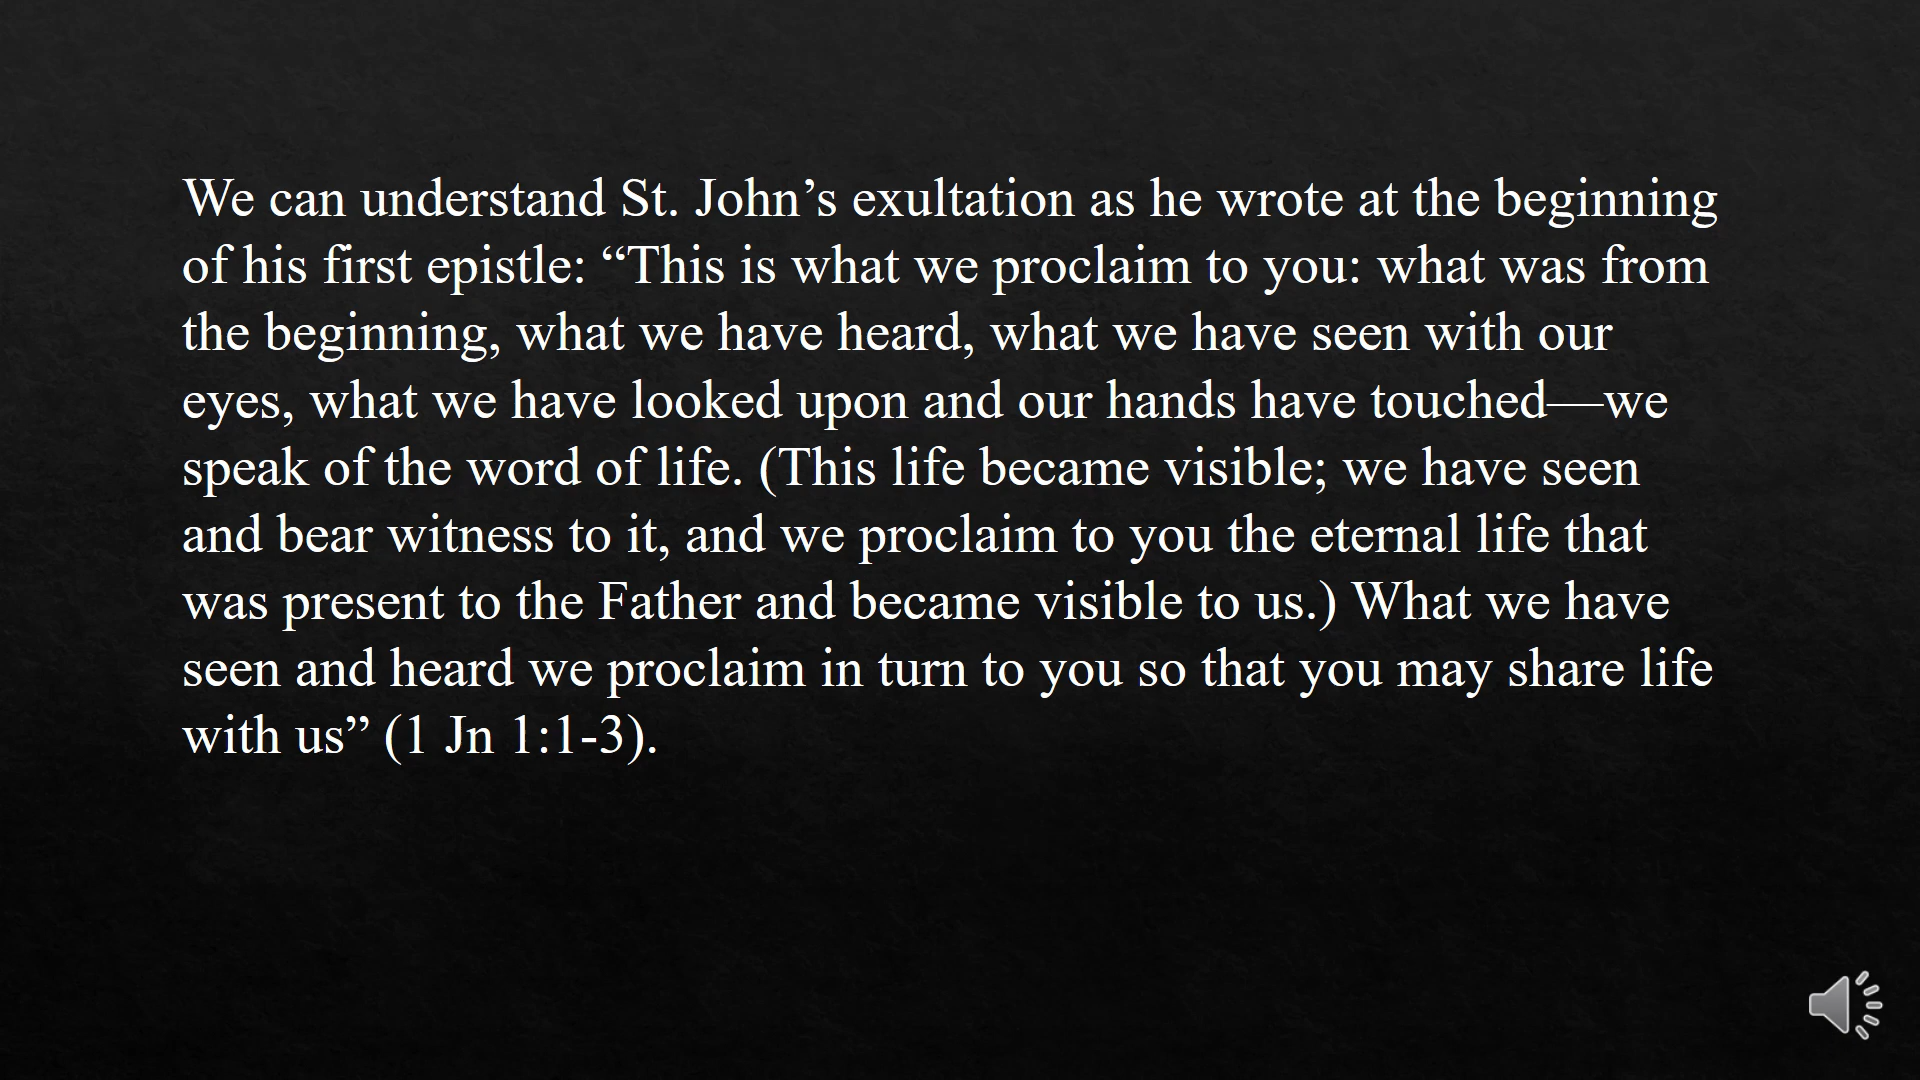 We can understand St. John’s exultation as he wrote at the beginning
of his first epistle: “This is what we proclaim to you: what was from
the beginning, what we have heard, what we have seen with our
eyes, what we have looked upon and our hands have touched—we
speak of the word of life. (This life became visible; we have seen
and bear witness to it, and we proclaim to you the eternal life that
was present to the Father and became visible to us.) What we have
seen and heard we proclaim in turn to you so that you may share life
with us” (1 Jn 1:1-3).